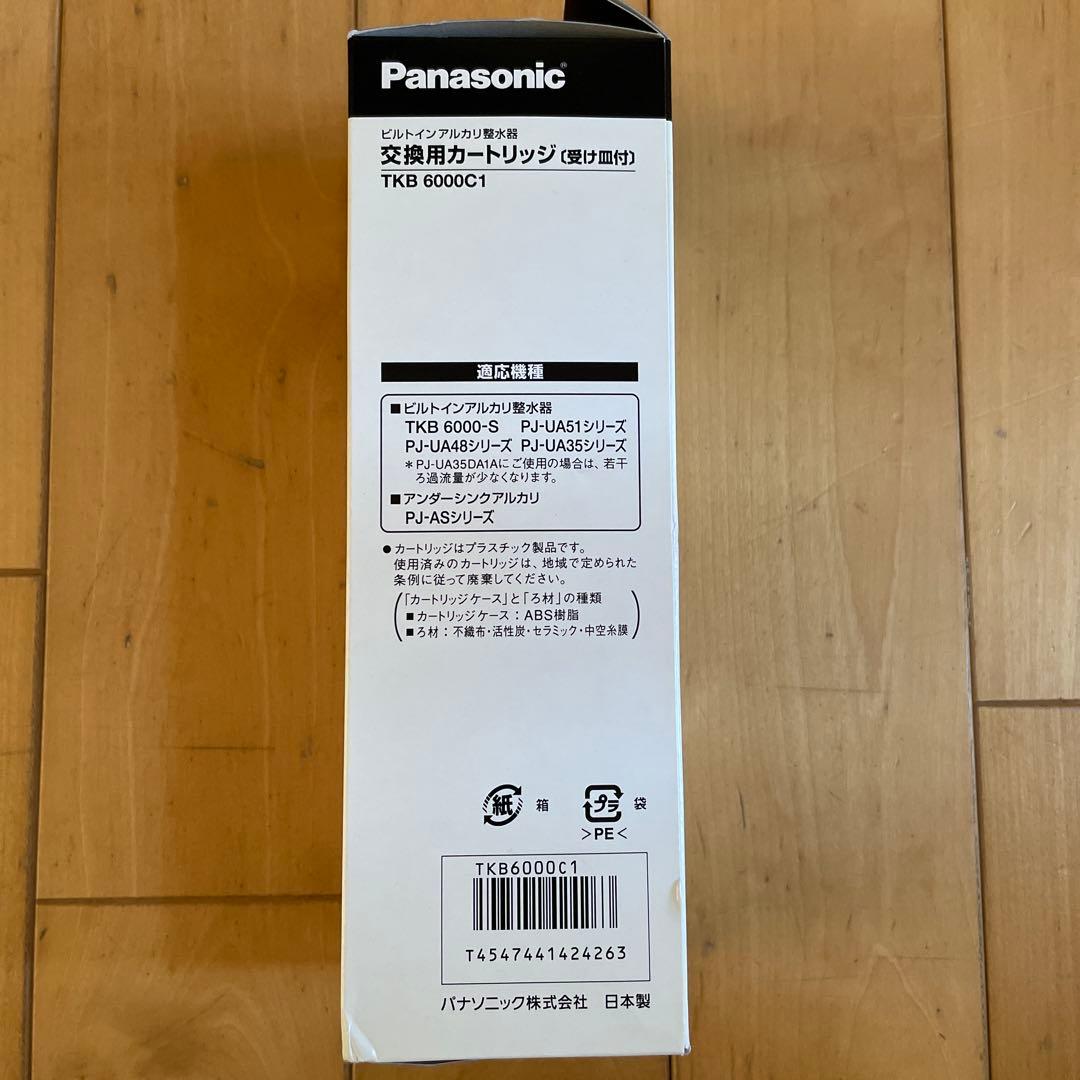 Panasonic®
ビルトインアルカリ整水器
交換用カートリッジ〔受け皿付〕
TKB 6000C1
適応機種
■ビルトインアルカリ整水器
TKB 6000-S PJ-UA51シリーズ
PJ-UA48シリーズ PJ-UA35シリーズ
＊PJ-UA35DA1Aにご使用の場合は、若干
ろ過流量が少なくなります。
■アンダーシンクアルカリ
PJ-ASシリーズ
●カートリッジはプラスチック製品です。
使用済みのカートリッジは、地域で定められた
条例に従って廃棄してください。
「カートリッジケース」と「ろ材」の種類
■カートリッジケース：ABS樹脂
■ろ材：不織布・活性炭・セラミック・中空糸膜
紙 箱
プラ 袋
>PE<
TKB6000C1
T4547441424263
パナソニック株式会社 日本製